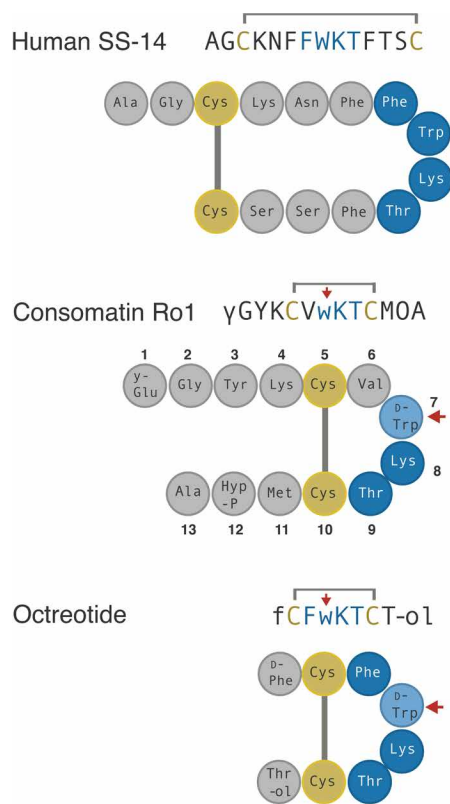 Human SS-14 AGCKNFFWKTFTSC
Ala Gly Cys Lys Asn Phe Phe
Trp
Lys
Cys Ser Ser Phe Thr
Consomatin Ro1 γGYKCVwKTCMOA
1 2 3 4 5 6
γ-
Glu Gly Tyr Lys Cys Val
7
D-
Trp
Lys
8
Ala Hyp
-P Met Cys Thr
13 12 11 10 9
Octreotide fCFwKTCT-ol
D-
Phe Cys Phe
D-
Trp
Lys
Thr
-ol Cys Thr